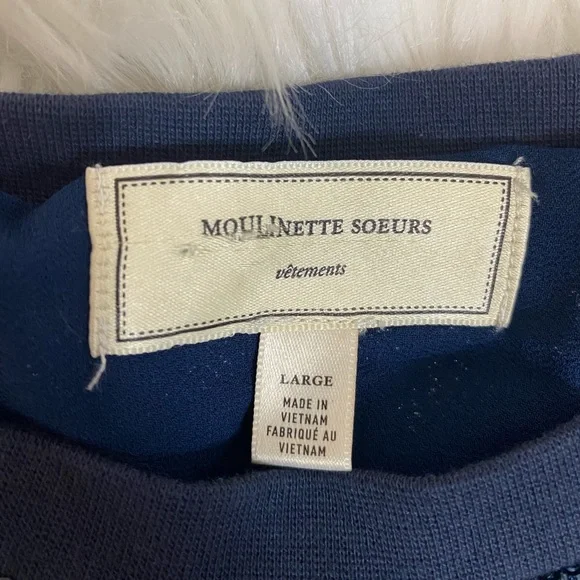 MOULINETTE SOEURS
vêtements
LARGE
MADE IN
VIETNAM
FABRIQUÉ AU
VIETNAM